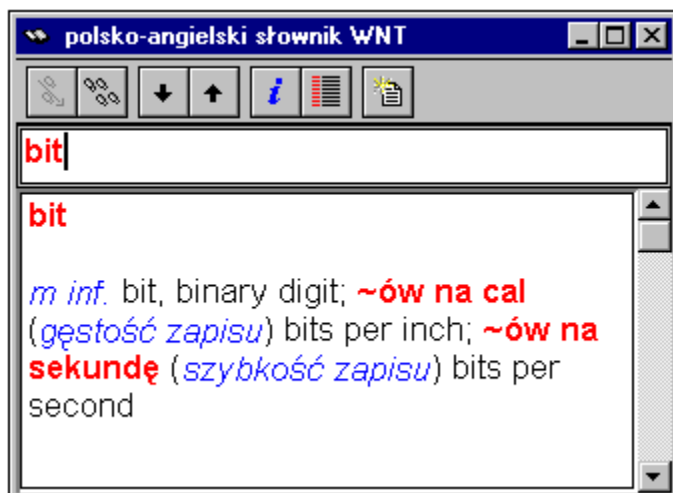 polsko-angielski słownik WNT
bit
bit
m inf. bit, binary digit; ~ów na cal
(gęstość zapisu) bits per inch; ~ów na
sekundę (szybkość zapisu) bits per
second